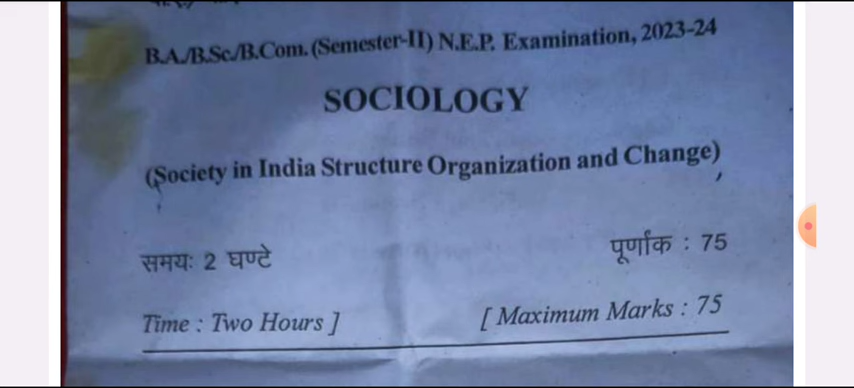 B.A./B.Sc./B.Com. (Semester-II) N.E.P. Examination, 2023-24
SOCIOLOGY
(Society in India Structure Organization and Change)
समयः 2 घण्टे
पूर्णांक : 75
Time : Two Hours ]
[ Maximum Marks : 75